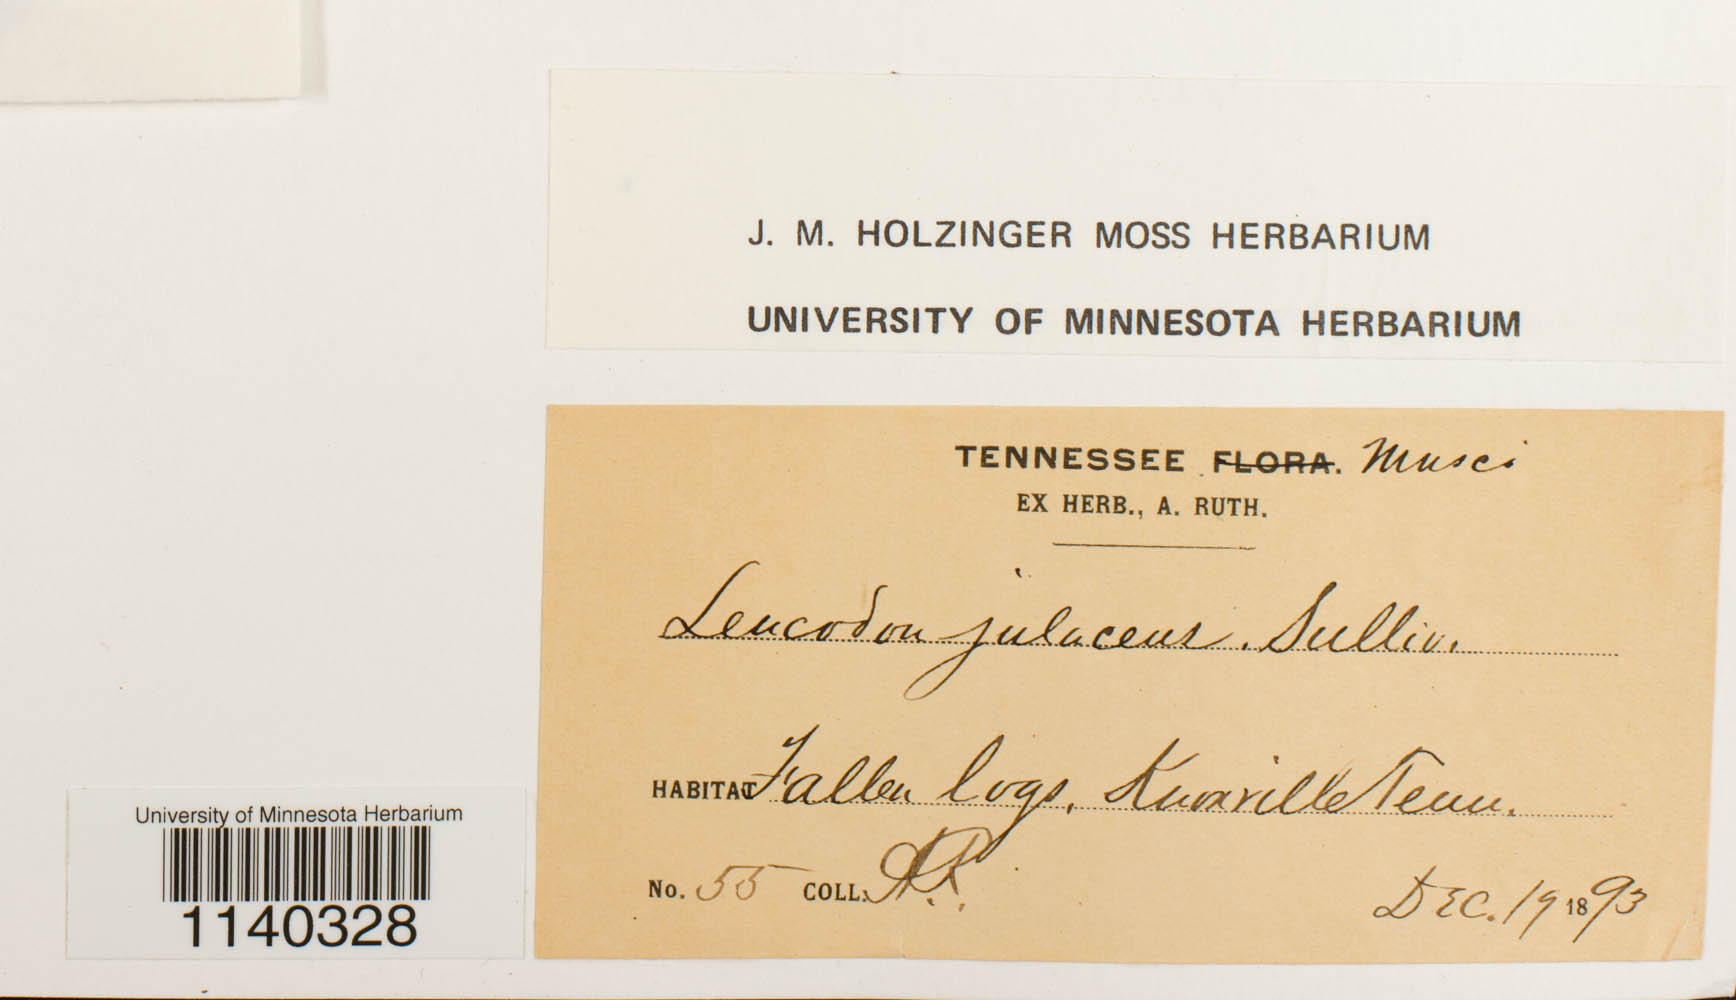 J. M. HOLZINGER MOSS HERBARIUM
UNIVERSITY OF MINNESOTA HERBARIUM
TENNESSEE FLORA. Musci
EX HERB., A. RUTH.
Leucodon julaceus. Sulliv.
HABITAT Fallen logs. Knoxville Tenn.
No. 55 COLL. A.R.
DEC. 19 1893
University of Minnesota Herbarium
1140328